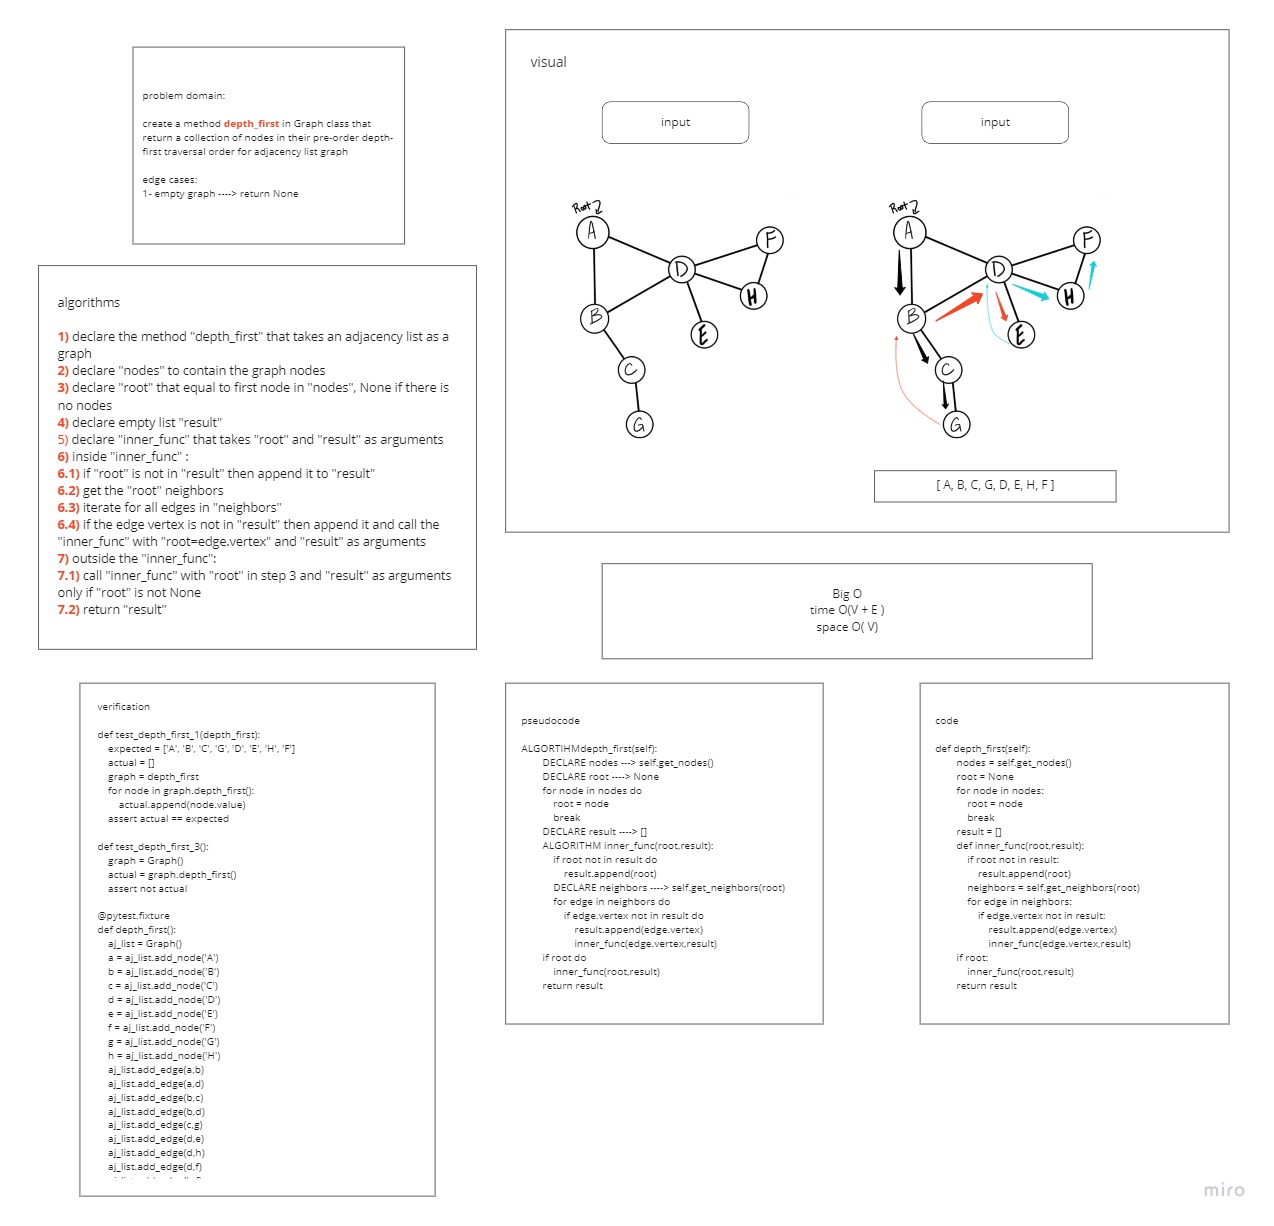 problem domain:
create a method depth_first in Graph class that
return a collection of nodes in their pre-order depth-
first traversal order for adjacency list graph
edge cases:
1- empty graph ----> return None
algorithms
1) declare the method "depth_first" that takes an adjacency list as a
graph
2) declare "nodes" to contain the graph nodes
3) declare "root" that equal to first node in "nodes", None if there is
no nodes
4) declare empty list "result"
5) declare "inner_func" that takes "root" and "result" as arguments
6) inside "inner_func" :
6.1) if "root" is not in "result" then append it to "result"
6.2) get the "root" neighbors
6.3) iterate for all edges in "neighbors"
6.4) if the edge vertex is not in "result" then append it and call the
"inner_func" with "root=edge.vertex" and "result" as arguments
7) outside the "inner_func":
7.1) call "inner_func" with "root" in step 3 and "result" as arguments
only if "root" is not None
7.2) return "result"
visual
input
Root
A
F
D
H
B
E
C
G
input
Root
A
F
D
H
B
E
C
G
[ A, B, C, G, D, E, H, F ]
Big O
time O(V + E )
space O( V)
verification
def test_depth_first_1(depth_first):
expected = ['A', 'B', 'C', 'G', 'D', 'E', 'H', 'F']
actual = []
graph = depth_first
for node in graph.depth_first():
actual.append(node.value)
assert actual == expected
def test_depth_first_3():
graph = Graph()
actual = graph.depth_first()
assert not actual
@pytest.fixture
def depth_first():
aj_list = Graph()
a = aj_list.add_node('A')
b = aj_list.add_node('B')
c = aj_list.add_node('C')
d = aj_list.add_node('D')
e = aj_list.add_node('E')
f = aj_list.add_node('F')
g = aj_list.add_node('G')
h = aj_list.add_node('H')
aj_list.add_edge(a,b)
aj_list.add_edge(a,d)
aj_list.add_edge(b,c)
aj_list.add_edge(b,d)
aj_list.add_edge(c,g)
aj_list.add_edge(d,e)
aj_list.add_edge(d,h)
aj_list.add_edge(d,f)
pseudocode
ALGORTIHMdepth_first(self):
DECLARE nodes ---> self.get_nodes()
DECLARE root ----> None
for node in nodes do
root = node
break
DECLARE result ----> []
ALGORITHM inner_func(root,result):
if root not in result do
result.append(root)
DECLARE neighbors ----> self.get_neighbors(root)
for edge in neighbors do
if edge.vertex not in result do
result.append(edge.vertex)
inner_func(edge.vertex,result)
if root do
inner_func(root,result)
return result
code
def depth_first(self):
nodes = self.get_nodes()
root = None
for node in nodes:
root = node
break
result = []
def inner_func(root,result):
if root not in result:
result.append(root)
neighbors = self.get_neighbors(root)
for edge in neighbors:
if edge.vertex not in result:
result.append(edge.vertex)
inner_func(edge.vertex,result)
if root:
inner_func(root,result)
return result
miro